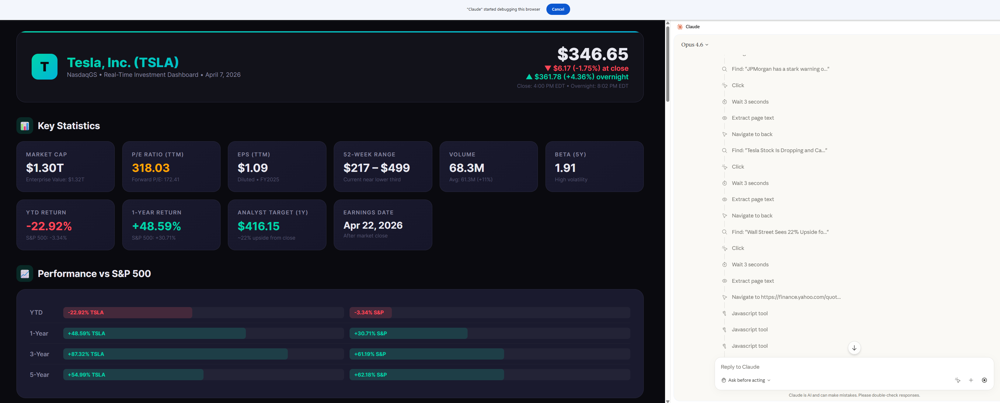 "Claude" started debugging this browser
Cancel
T
Tesla, Inc. (TSLA)
NasdaqGS • Real-Time Investment Dashboard • April 7, 2026
$346.65
▼ $6.17 (-1.75%) at close
▲ $361.78 (+4.36%) overnight
Close: 4:00 PM EDT • Overnight: 8:02 PM EDT
Key Statistics
MARKET CAP
$1.30T
Enterprise Value: $1.32T
P/E RATIO (TTM)
318.03
Forward P/E: 172.41
EPS (TTM)
$1.09
Diluted • FY2025
52-WEEK RANGE
$217 – $499
Current near lower third
VOLUME
68.3M
Avg: 61.3M (+11%)
BETA (5Y)
1.91
High volatility
YTD RETURN
-22.92%
S&P 500: -3.34%
1-YEAR RETURN
+48.59%
S&P 500: +30.71%
ANALYST TARGET (1Y)
$416.15
~22% upside from close
EARNINGS DATE
Apr 22, 2026
After market close
Performance vs S&P 500
YTD
-22.92% TSLA
-3.34% S&P
1-Year
+48.59% TSLA
+30.71% S&P
3-Year
+87.32% TSLA
+61.19% S&P
5-Year
+54.99% TSLA
+62.18% S&P
Claude
Opus 4.6
Find: "JPMorgan has a stark warning o..."
Click
Wait 3 seconds
Extract page text
Navigate to back
Find: "Tesla Stock Is Dropping and Ca..."
Click
Wait 3 seconds
Extract page text
Navigate to back
Find: "Wall Street Sees 22% Upside fo..."
Click
Wait 3 seconds
Extract page text
Navigate to https://finance.yahoo.com/quot...
Javascript tool
Javascript tool
Javascript tool
Reply to Claude
Ask before acting
Claude is AI and can make mistakes. Please double-check responses.